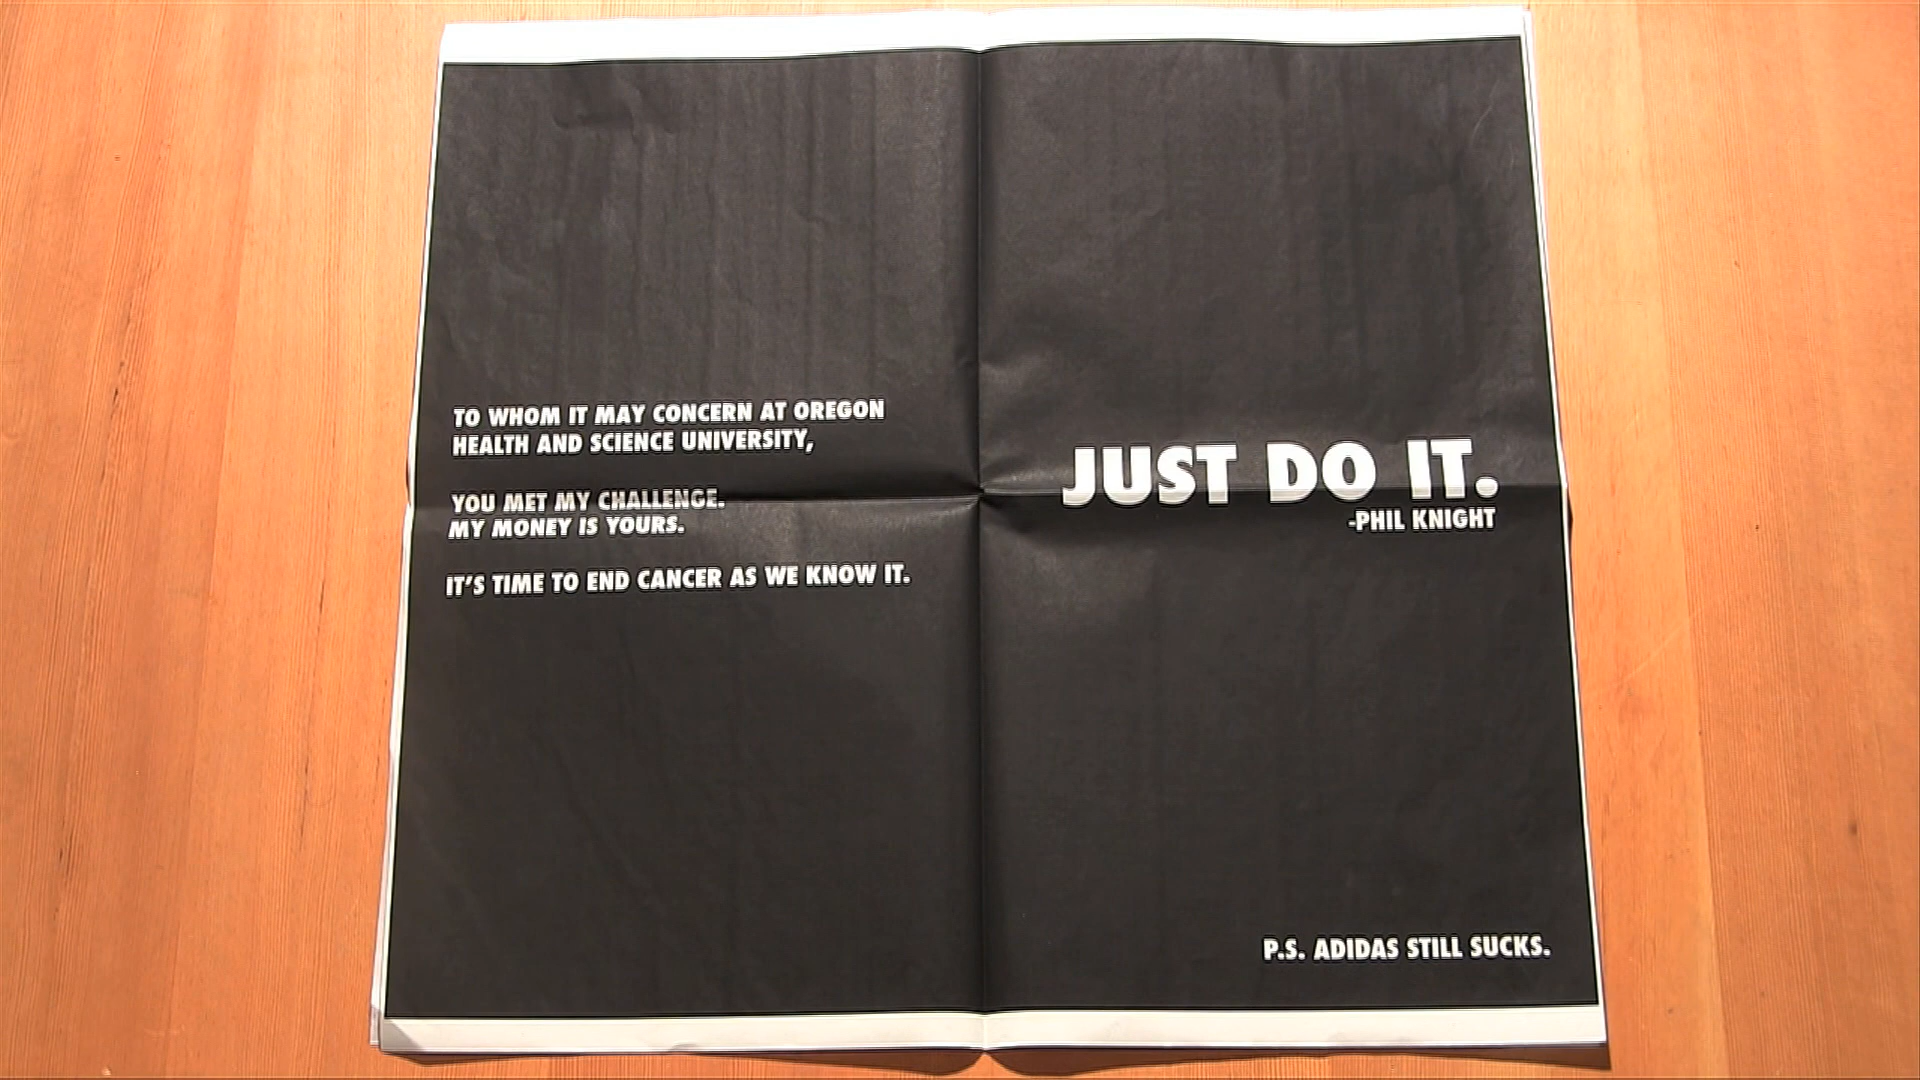 TO WHOM IT MAY CONCERN AT OREGON
HEALTH AND SCIENCE UNIVERSITY,
YOU MET MY CHALLENGE.
MY MONEY IS YOURS.
IT'S TIME TO END CANCER AS WE KNOW IT.
JUST DO IT.
-PHIL KNIGHT
P.S. ADIDAS STILL SUCKS.